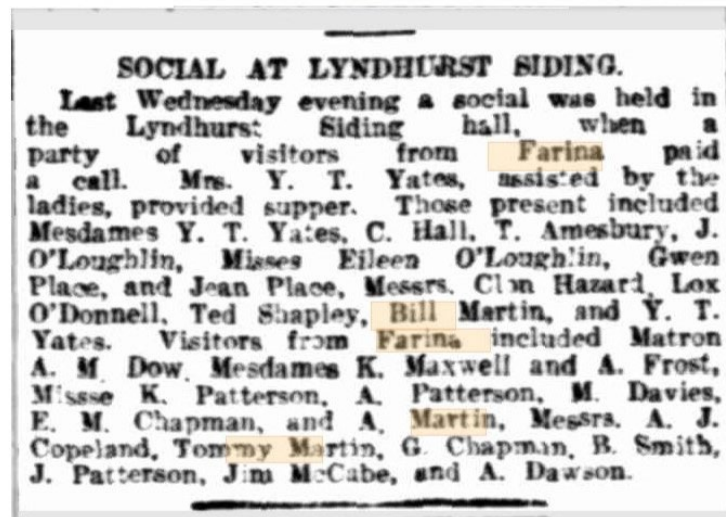 SOCIAL AT LYNDHURST SIDING.
Last Wednesday evening a social was held in
the Lyndhurst Siding hall, when a
party of visitors from Farina paid
a call. Mrs. Y. T. Yates, assisted by the
ladies, provided supper. Those present included
Mesdames Y. T. Yates, C. Hall, T. Amesbury, J.
O'Loughlin, Misses Eileen O'Loughlin, Gwen
Place, and Jean Place, Messrs. Hazard, Lox
O'Donnell, Ted Shapley, Bill Martin, and Y. T.
Yates. Visitors from Farina included Matron
A. M. Dow, Mesdames K. Maxwell and A. Frost,
Missse K. Patterson, A. Patterson, M. Davies,
E. M. Chapman, and A. Martin, Messrs. A. J.
Copeland, Tommy Martin, G. Chapman, B. Smith,
J. Patterson, Jim McCabe, and A. Dawson.